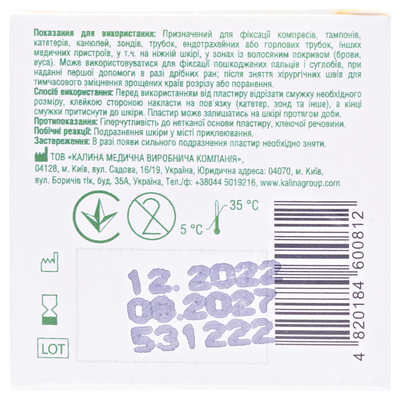 Показання для використання: Призначений для фіксації компресів, тампонів,
катетерів, канюлей, зондів, трубок, ендотрахейних або горлових трубок, інших
медичних пристроїв, у т.ч. на ніжній шкірі, у зонах із волосяним покривом (брови,
вуса). Може використовуватися для фіксації пошкоджених пальців і суглобів, при
наданні першої допомоги в разі дрібних ран; після зняття хірургічних швів для
тимчасового зміцнення зрощених країв розрізу або поранення.
Спосіб використання: Перед використанням від пластиру відрізати смужку необхідного
розміру, клейкою стороною накласти на пов'язку (катетер, зонд та інше), а кінці
смужки притиснути до шкіри. Пластир може залишатись на шкірі протягом доби.
Протипоказання: Гіперчутливість до нетканої основи пластиру, клеючої речовини.
Побічні реакції: Подразнення шкіри у місті приклеювання.
Застереження: В разі появи сильного подразнення пластир необхідно зняти.
ТОВ «КАЛИНА МЕДИЧНА ВИРОБНИЧА КОМПАНІЯ»,
04128, м. Київ, вул. Садова, 16/19, Україна, Юридична адреса: 04070, м. Київ,
вул. Боричів тік, буд. 35А, Україна, Тел./ф: +38044 5019216, www.kalinagroup.com
2
5 °C
35 °C
12. 2022
08.2027
LOT
531222
4 820184 600812